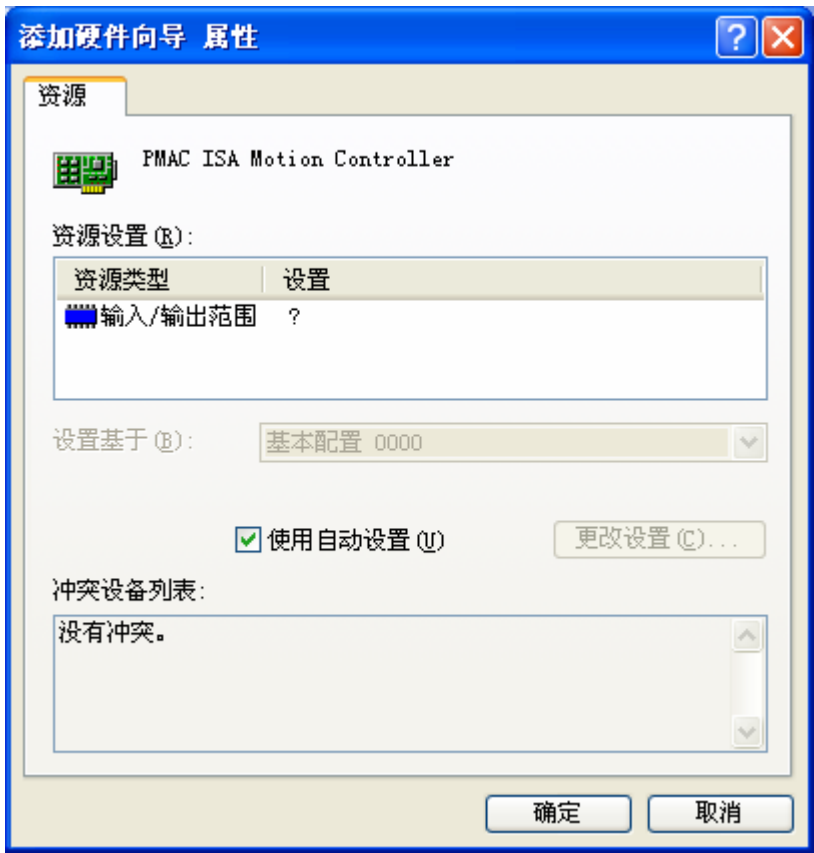 添加硬件向导 属性
资源
PMAC ISA Motion Controller
资源设置(R):
资源类型 设置
输入/输出范围 ?
设置基于(B): 基本配置 0000
使用自动设置(U) 更改设置(C)...
冲突设备列表:
没有冲突。
确定 取消